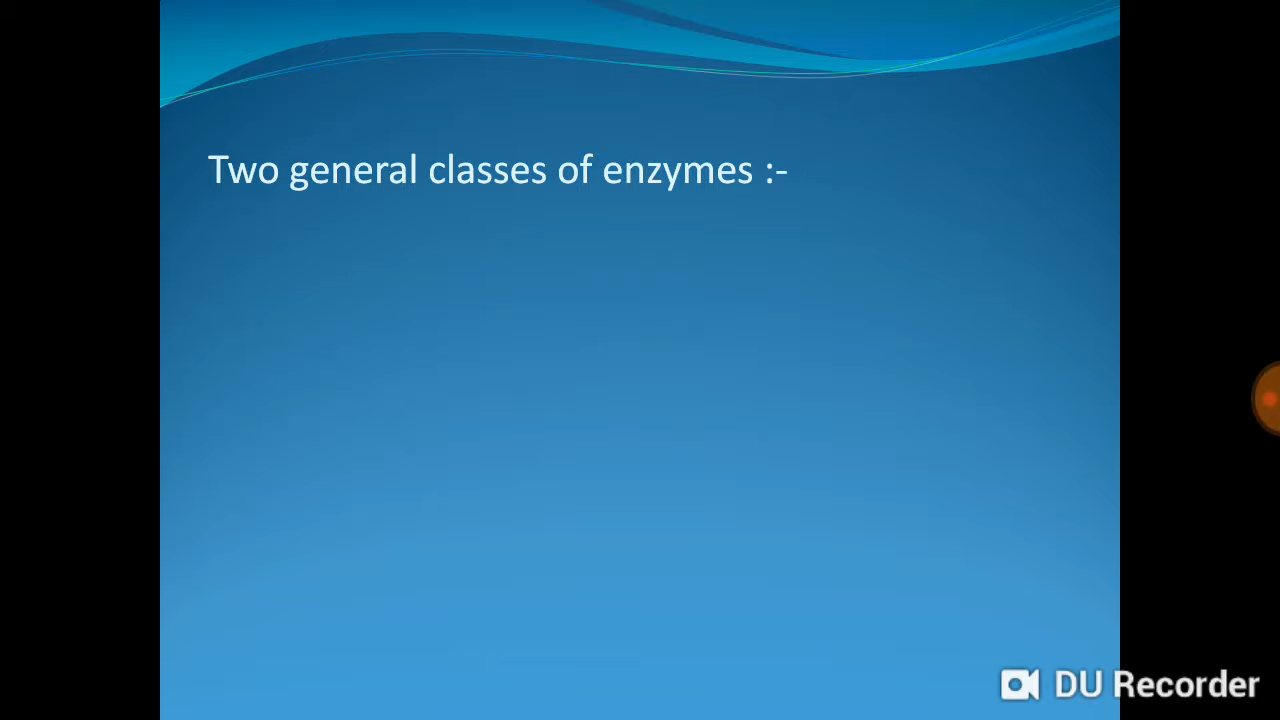 Two general classes of enzymes :-
DU Recorder